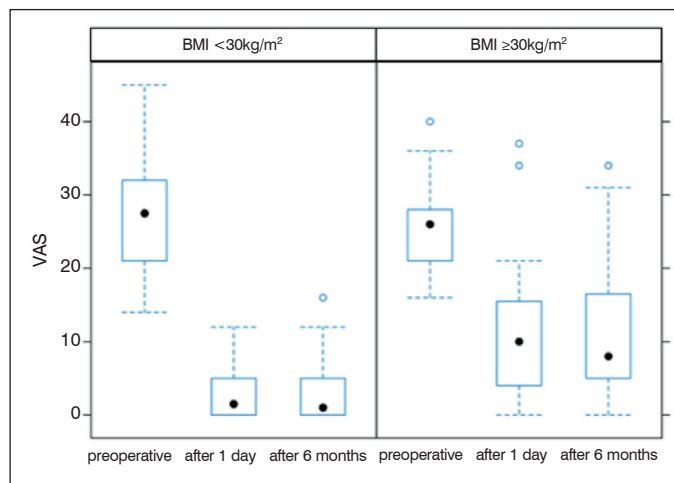 BMI <30kg/m²
BMI ≥30kg/m²
VAS
40
30
20
10
0
preoperative after 1 day after 6 months preoperative after 1 day after 6 months